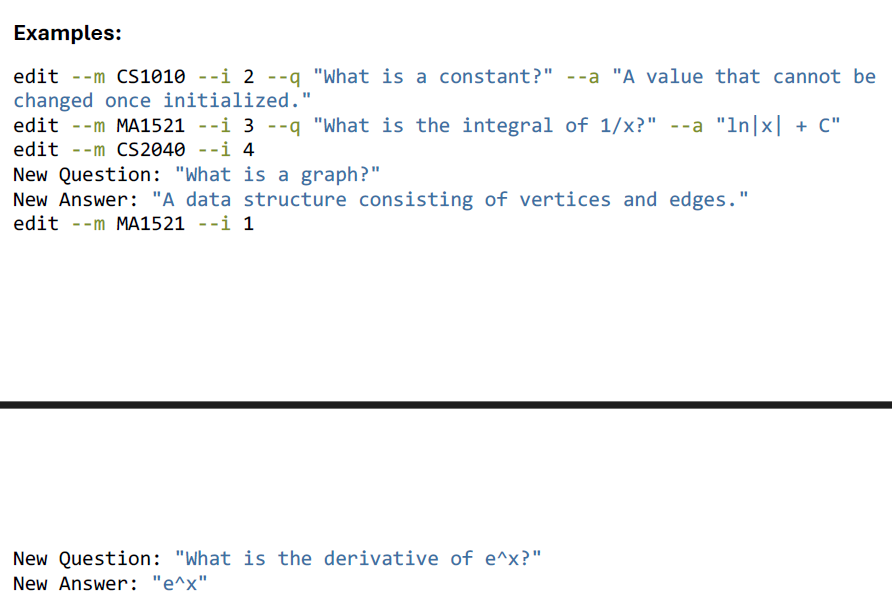 Examples:
edit --m CS1010 --i 2 --q "What is a constant?" --a "A value that cannot be
changed once initialized."
edit --m MA1521 --i 3 --q "What is the integral of 1/x?" --a "ln|x| + C"
edit --m CS2040 --i 4
New Question: "What is a graph?"
New Answer: "A data structure consisting of vertices and edges."
edit --m MA1521 --i 1
New Question: "What is the derivative of e^x?"
New Answer: "e^x"